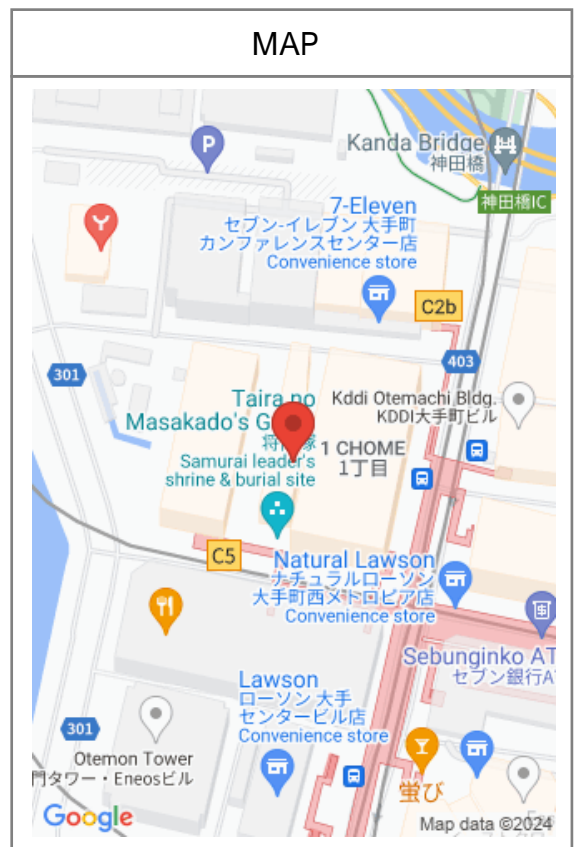 MAP
P
Kanda Bridge
神田橋
神田橋IC
7-Eleven
セブン-イレブン 大手町
カンファレンスセンター店
Convenience store
C2b
403
301
Taira no
Masakado's G
Samurai leader's
shrine & burial site
Kddi Otemachi Bldg.
KDDI大手町ビル
1 CHOME
1丁目
C5
Natural Lawson
ナチュラルローソン
大手町西メトロピア店
Convenience store
Sebunginko AT
セブン銀行A
Lawson
ローソン 大手
センタービル店
Convenience store
301
Otemon Tower
門タワー・Eneosビル
蛍び
Google
Map data ©2024